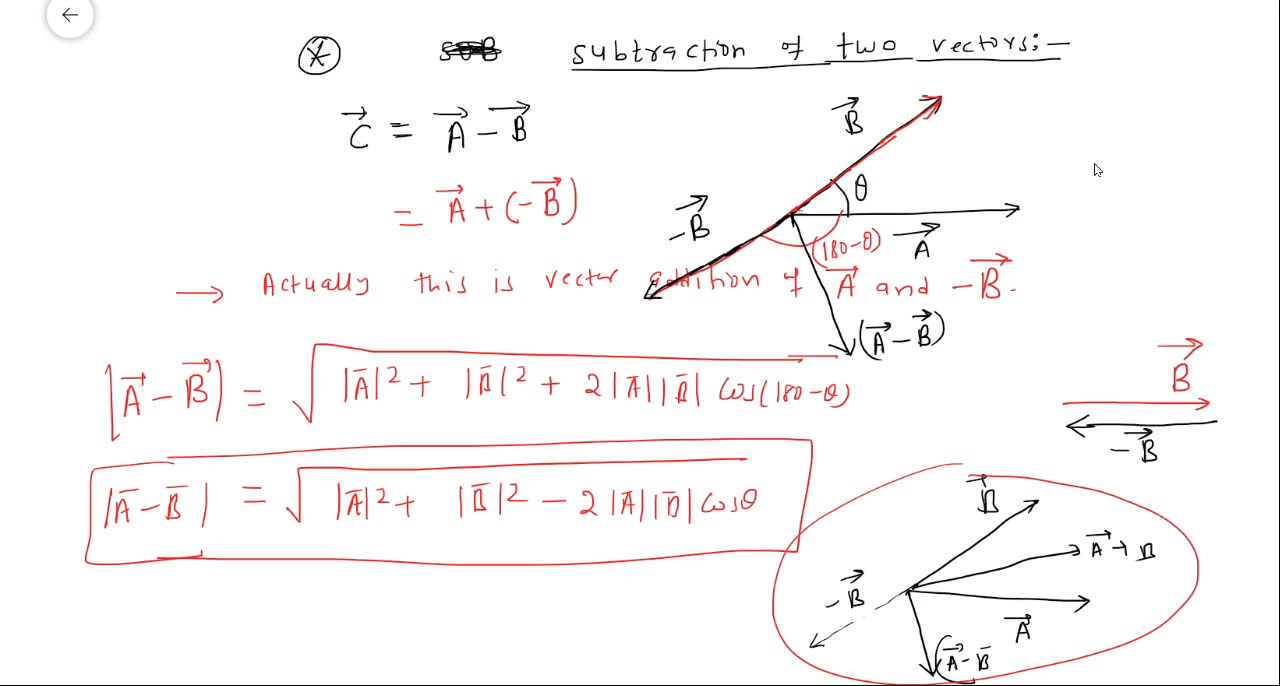 * subtraction of two vectors:-
C⃗ = A⃗ - B⃗
= A⃗ + (-B⃗)
B⃗
θ
-B⃗
(180-θ)
A⃗
→ Actually this is vector addition of A⃗ and -B⃗.
(A⃗ - B⃗)
|A⃗ - B⃗| = √|A̅|² + |B̅|² + 2|A̅||B̅| cos(180-θ)
B⃗
-B⃗
|A̅ - B̅| = √|A̅|² + |B̅|² - 2|A̅||B̅| cosθ
B⃗
A⃗ + B
-B⃗
A⃗
(A⃗ - B̅